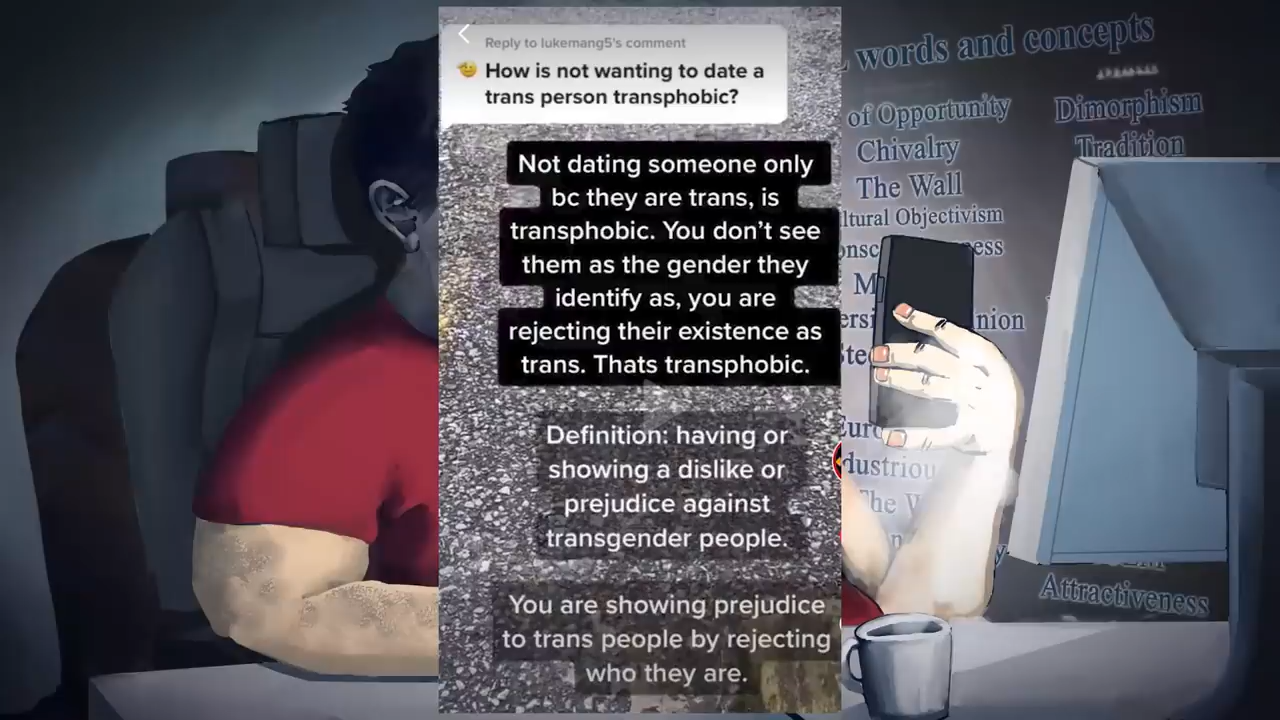 Reply to lukemang5's comment
How is not wanting to date a
trans person transphobic?
Not dating someone only
bc they are trans, is
transphobic. You don't see
them as the gender they
identify as, you are
rejecting their existence as
trans. Thats transphobic.
Definition: having or
showing a dislike or
prejudice against
transgender people.
You are showing prejudice
to trans people by rejecting
who they are.
words and concepts
of Opportunity
Chivalry
The Wall
Objectivism
Dimorphism
Tradition
Attractiveness